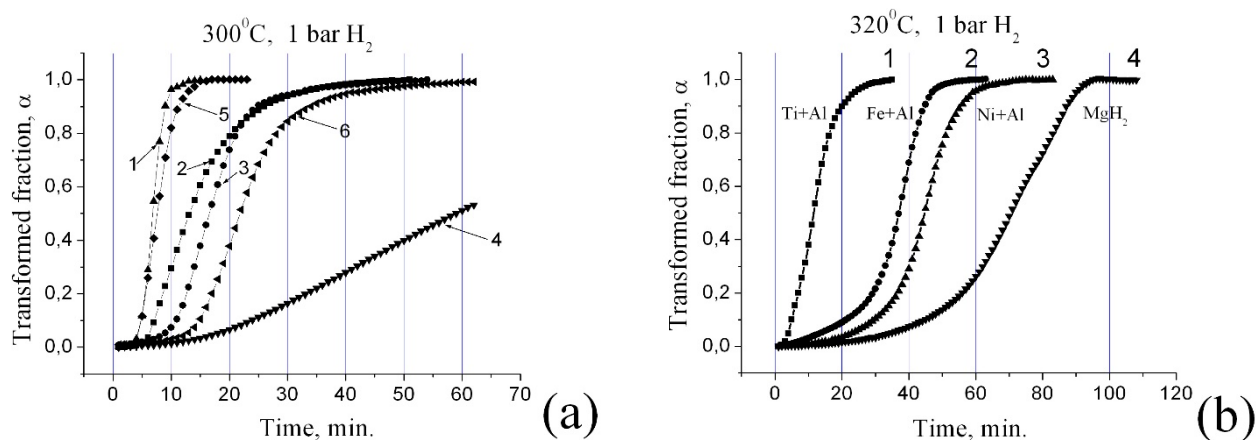 300⁰C, 1 bar H₂
Transformed fraction, α
1,0
0,8
0,6
0,4
0,2
0,0
1
5
2
3
6
4
0 10 20 30 40 50 60 70
Time, min.
(a)
320⁰C, 1 bar H₂
Transformed fraction, α
1,0
0,8
0,6
0,4
0,2
0,0
1 2 3 4
Ti+Al Fe+Al Ni+Al MgH₂
0 20 40 60 80 100 120
Time, min.
(b)